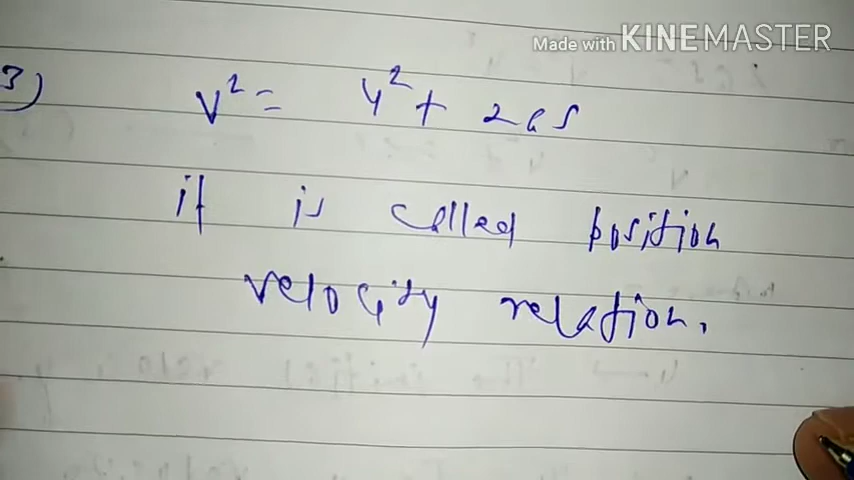 Made with KINEMASTER
3)
v² = u² + 2as
it is called position
velocity relation.